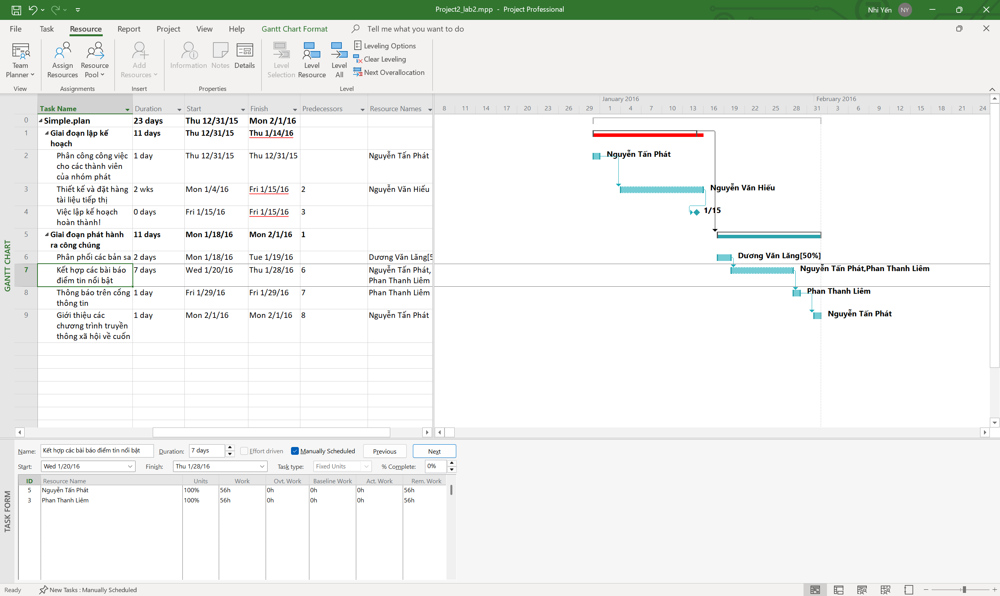 Project2_lab2.mpp - Project Professional
Nhi Yến NY
File Task Resource Report Project View Help Gantt Chart Format Tell me what you want to do
Team Planner
Assign Resources
Resource Pool
Add Resources
Information
Notes
Details
Level Selection
Level Resource
Level All
Leveling Options
Clear Leveling
Next Overallocation
View Assignments Insert Properties Level
January 2016 February 2016
Task Name Duration Start Finish Predecessors Resource Names
8 11 14 17 20 23 26 29 1 4 7 10 13 16 19 22 25 28 31 3 6 9 12 15 18 21 24
0 Simple.plan 23 days Thu 12/31/15 Mon 2/1/16
1 Giai đoạn lập kế 11 days Thu 12/31/15 Thu 1/14/16
hoạch
2 Phân công công việc 1 day Thu 12/31/15 Thu 12/31/15 Nguyễn Tấn Phát Nguyễn Tấn Phát
cho các thành viên
của nhóm phát
3 Thiết kế và đặt hàng 2 wks Mon 1/4/16 Fri 1/15/16 2 Nguyễn Văn Hiếu Nguyễn Văn Hiếu
tài liệu tiếp thị
4 Việc lập kế hoạch 0 days Fri 1/15/16 Fri 1/15/16 3 1/15
hoàn thành!
5 Giai đoạn phát hành 11 days Mon 1/18/16 Mon 2/1/16 1
ra công chúng
6 Phân phối các bản sa 2 days Mon 1/18/16 Tue 1/19/16 Dương Văn Lăng[5 Dương Văn Lăng[50%]
7 Kết hợp các bài báo 7 days Wed 1/20/16 Thu 1/28/16 6 Nguyễn Tấn Phát, Nguyễn Tấn Phát,Phan Thanh Liêm
điểm tin nổi bật Phan Thanh Liêm
8 Thông báo trên cổng 1 day Fri 1/29/16 Fri 1/29/16 7 Phan Thanh Liêm Phan Thanh Liêm
thông tin
9 Giới thiệu các 1 day Mon 2/1/16 Mon 2/1/16 8 Nguyễn Tấn Phát Nguyễn Tấn Phát
chương trình truyền
thông xã hội về cuốn
GANTT CHART
Name: Kết hợp các bài báo điểm tin nổi bật Duration: 7 days Effort driven Manually Scheduled Previous Next
Start: Wed 1/20/16 Finish: Thu 1/28/16 Task type: Fixed Units % Complete: 0%
ID Resource Name Units Work Ovt. Work Baseline Work Act. Work Rem. Work
5 Nguyễn Tấn Phát 100% 56h 0h 0h 0h 56h
3 Phan Thanh Liêm 100% 56h 0h 0h 0h 56h
TASK FORM
Ready New Tasks : Manually Scheduled